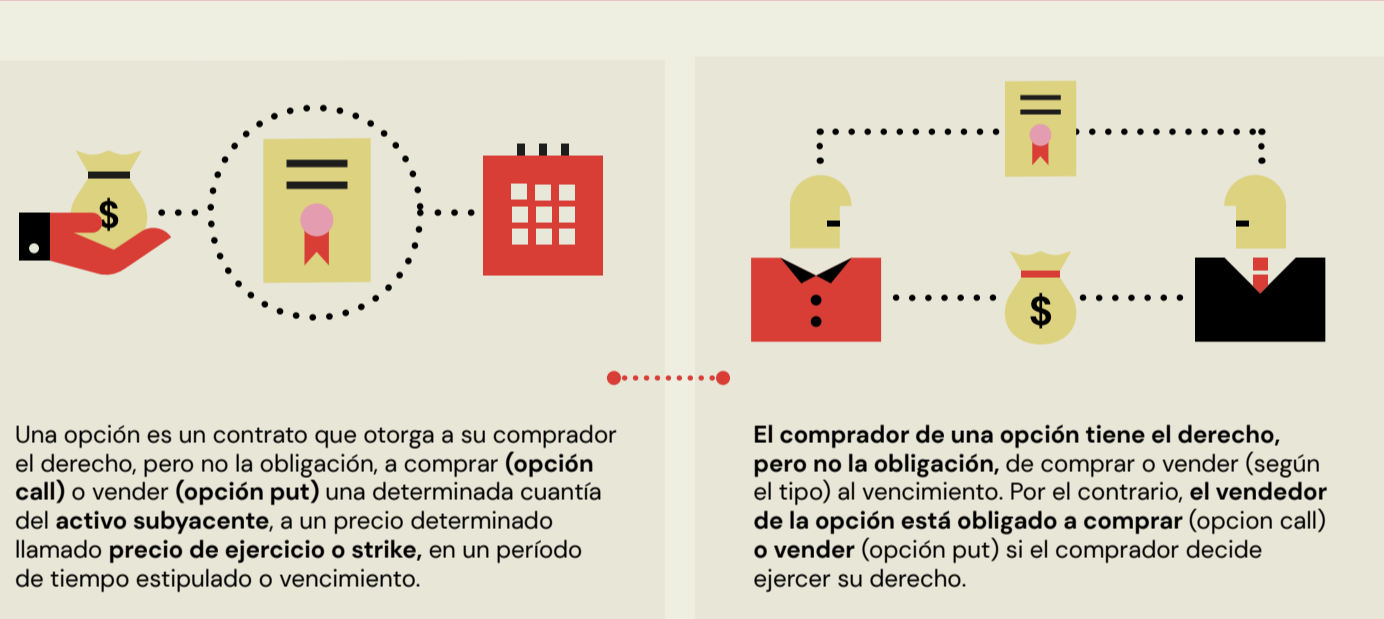 $
$
Una opción es un contrato que otorga a su comprador
el derecho, pero no la obligación, a comprar (opción
call) o vender (opción put) una determinada cuantía
del activo subyacente, a un precio determinado
llamado precio de ejercicio o strike, en un período
de tiempo estipulado o vencimiento.
El comprador de una opción tiene el derecho,
pero no la obligación, de comprar o vender (según
el tipo) al vencimiento. Por el contrario, el vendedor
de la opción está obligado a comprar (opcion call)
o vender (opción put) si el comprador decide
ejercer su derecho.